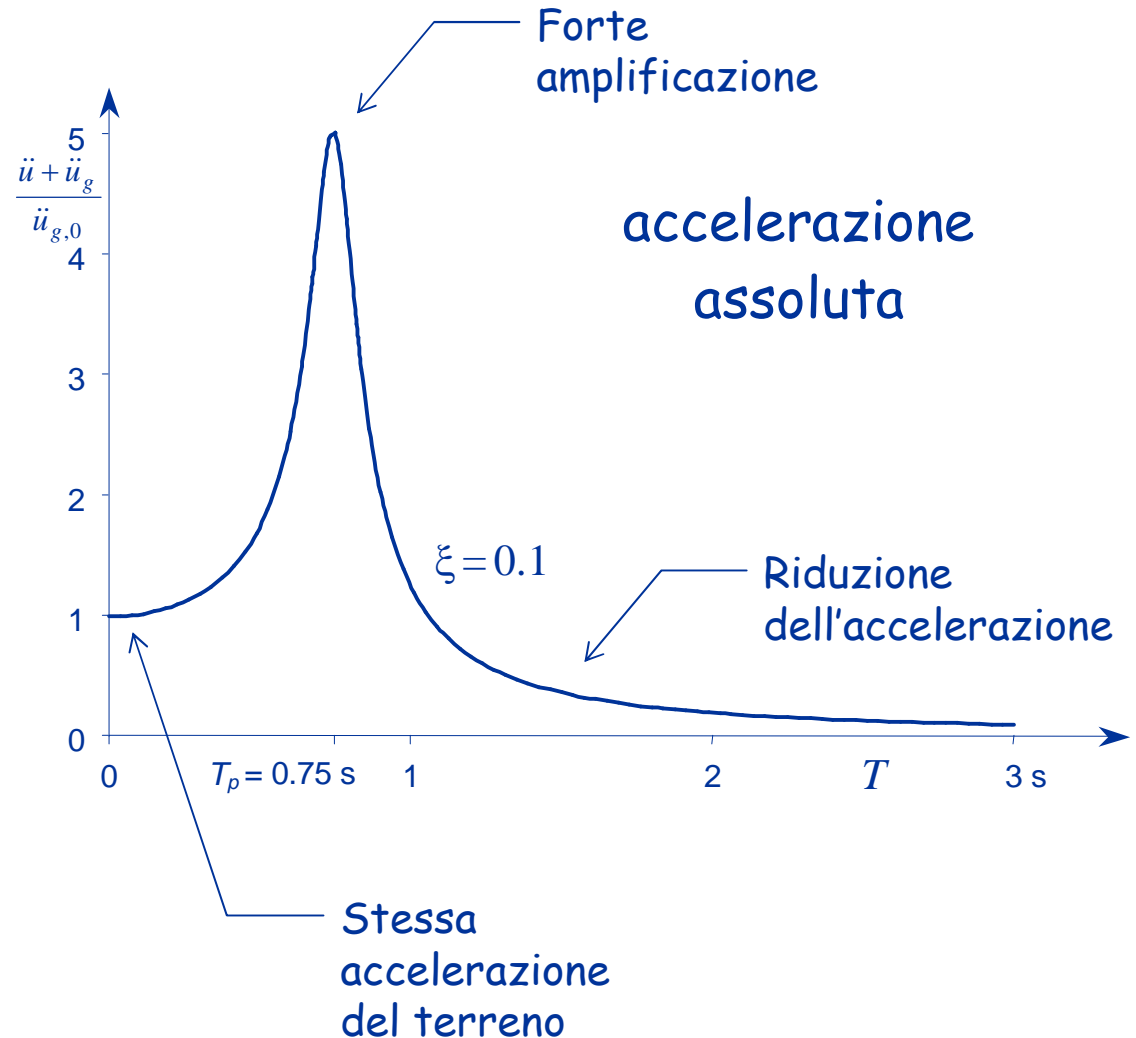 Forte
amplificazione
5
ü + ü_g
ü_{g,0}
accelerazione
assoluta
4
3
2
ξ = 0.1
Riduzione
dell’accelerazione
1
0
0
T_p = 0.75 s
1
2
T
3 s
Stessa
accelerazione
del terreno